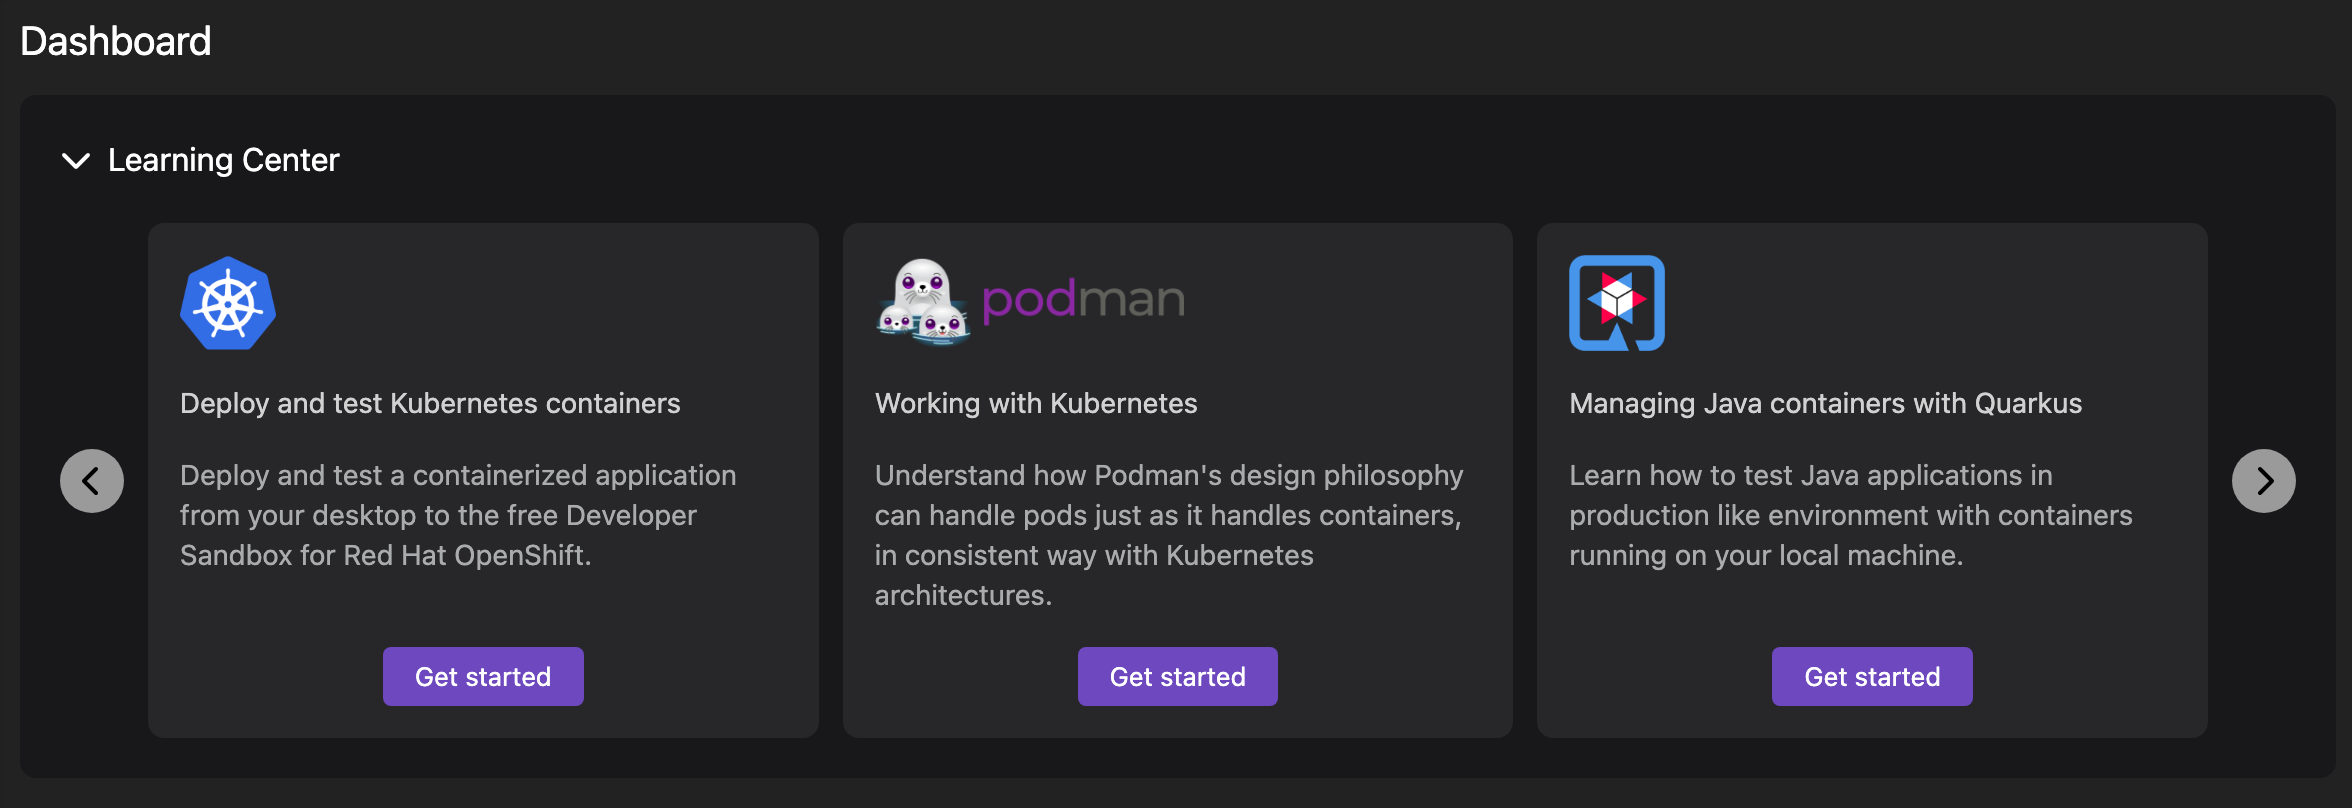 Dashboard
Learning Center
podman
Deploy and test Kubernetes containers
Deploy and test a containerized application
from your desktop to the free Developer
Sandbox for Red Hat OpenShift.
Get started
Working with Kubernetes
Understand how Podman's design philosophy
can handle pods just as it handles containers,
in consistent way with Kubernetes
architectures.
Get started
Managing Java containers with Quarkus
Learn how to test Java applications in
production like environment with containers
running on your local machine.
Get started